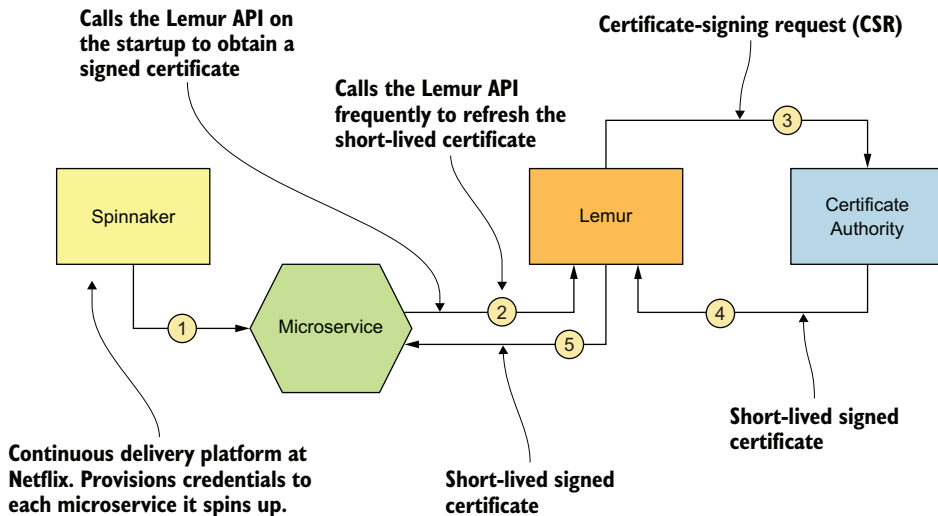 Calls the Lemur API on
the startup to obtain a
signed certificate
Certificate-signing request (CSR)
Calls the Lemur API
frequently to refresh the
short-lived certificate
3
Spinnaker
Lemur
Certificate
Authority
1
Microservice
2
4
5
Short-lived signed
certificate
Continuous delivery platform at
Netflix. Provisions credentials to
each microservice it spins up.
Short-lived signed
certificate